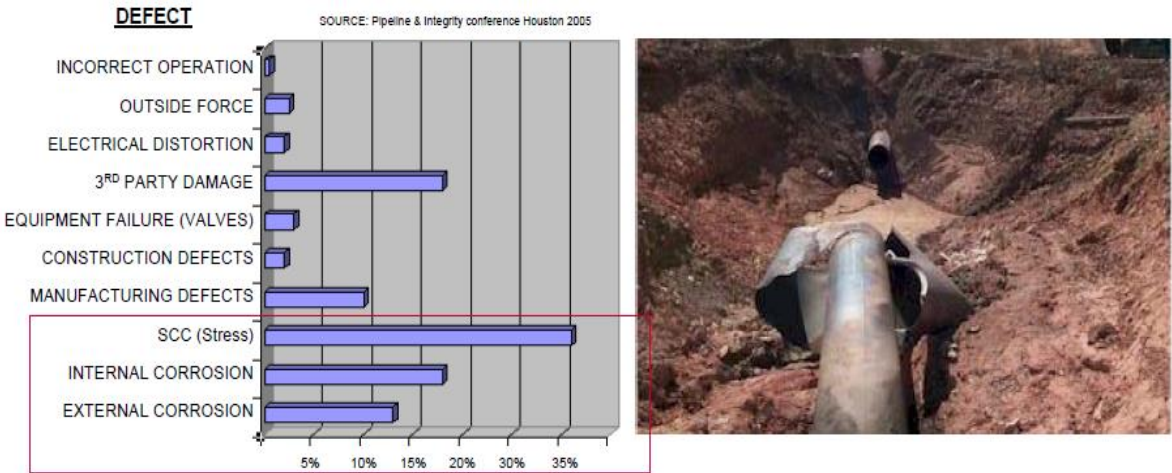 DEFECT
SOURCE: Pipeline & Integrity conference Houston 2005
INCORRECT OPERATION
OUTSIDE FORCE
ELECTRICAL DISTORTION
3RD PARTY DAMAGE
EQUIPMENT FAILURE (VALVES)
CONSTRUCTION DEFECTS
MANUFACTURING DEFECTS
SCC (Stress)
INTERNAL CORROSION
EXTERNAL CORROSION
5% 10% 15% 20% 30% 35%